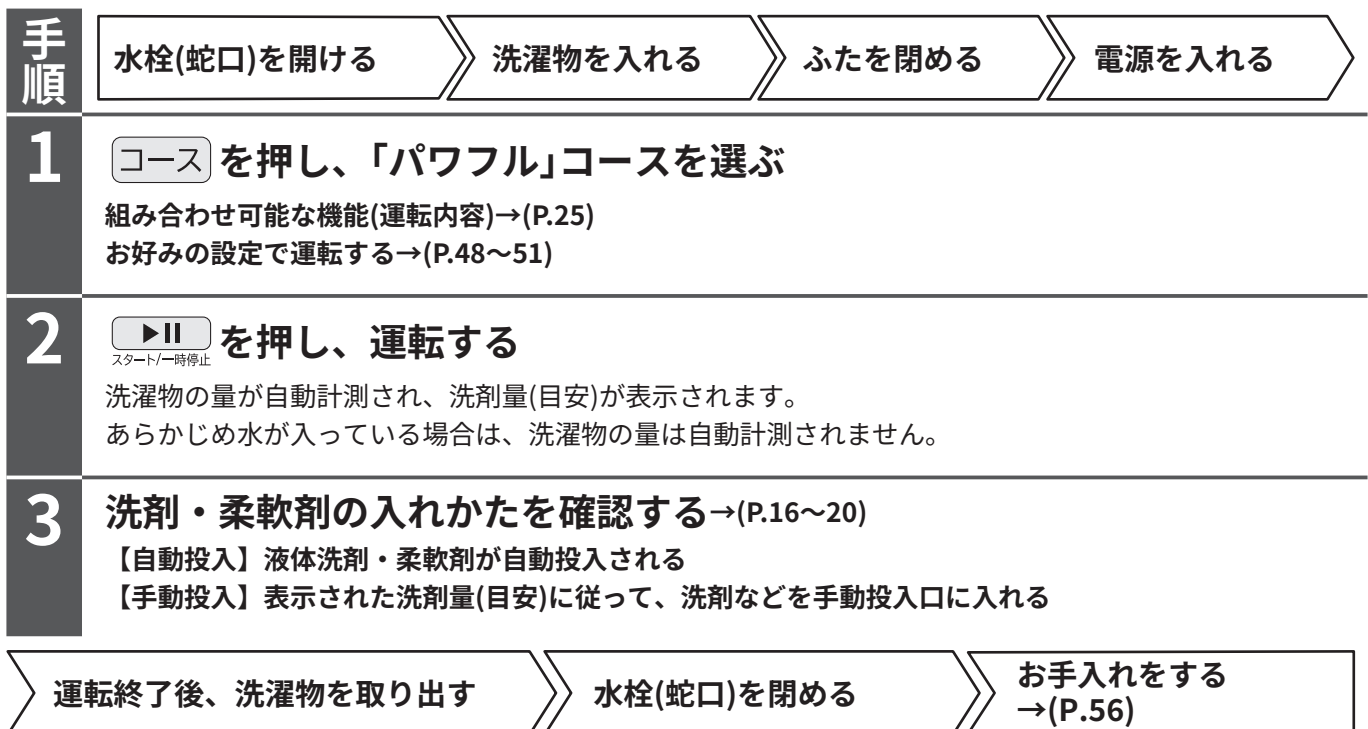 手順
水栓(蛇口)を開ける
洗濯物を入れる
ふたを閉める
電源を入れる
1
コース を押し、「パワフル」コースを選ぶ
組み合わせ可能な機能(運転内容)→(P.25)
お好みの設定で運転する→(P.48～51)
2
を押し、運転する
スタート/一時停止
洗濯物の量が自動計測され、洗剤量(目安)が表示されます。
あらかじめ水が入っている場合は、洗濯物の量は自動計測されません。
3
洗剤・柔軟剤の入れかたを確認する→(P.16～20)
【自動投入】液体洗剤・柔軟剤が自動投入される
【手動投入】表示された洗剤量(目安)に従って、洗剤などを手動投入口に入れる
運転終了後、洗濯物を取り出す
水栓(蛇口)を閉める
お手入れをする
→(P.56)